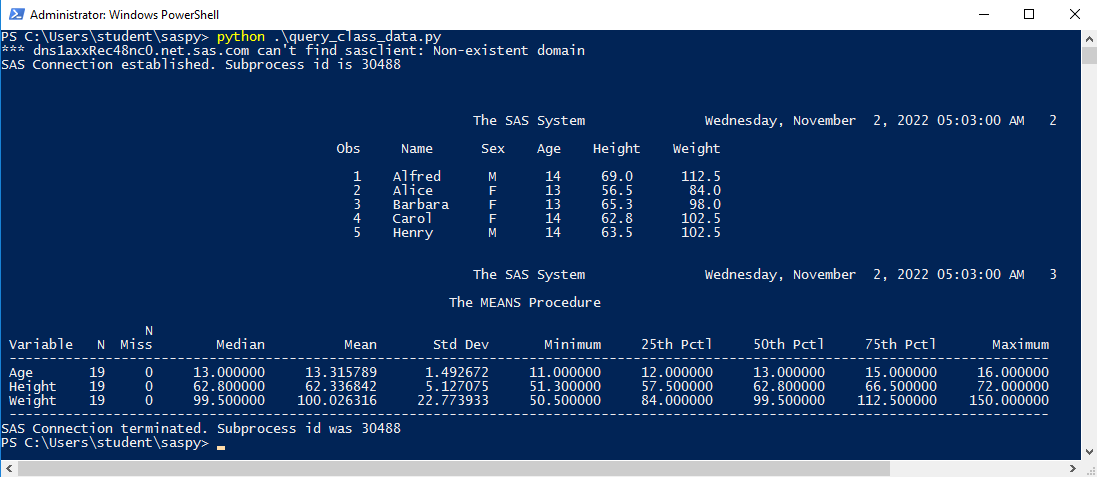 Administrator: Windows PowerShell
PS C:\Users\student\saspy> python .\query_class_data.py
*** dns1axxRec48nc0.net.sas.com can't find sasclient: Non-existent domain
SAS Connection established. Subprocess id is 30488
The SAS System Wednesday, November 2, 2022 05:03:00 AM 2
Obs Name Sex Age Height Weight
1 Alfred M 14 69.0 112.5
2 Alice F 13 56.5 84.0
3 Barbara F 13 65.3 98.0
4 Carol F 14 62.8 102.5
5 Henry M 14 63.5 102.5
The SAS System Wednesday, November 2, 2022 05:03:00 AM 3
The MEANS Procedure
N
Variable N Miss Median Mean Std Dev Minimum 25th Pctl 50th Pctl 75th Pctl Maximum
Age 19 0 13.000000 13.315789 1.492672 11.000000 12.000000 13.000000 15.000000 16.000000
Height 19 0 62.800000 62.336842 5.127075 51.300000 57.500000 62.800000 66.500000 72.000000
Weight 19 0 99.500000 100.026316 22.773933 50.500000 84.000000 99.500000 112.500000 150.000000
SAS Connection terminated. Subprocess id was 30488
PS C:\Users\student\saspy>